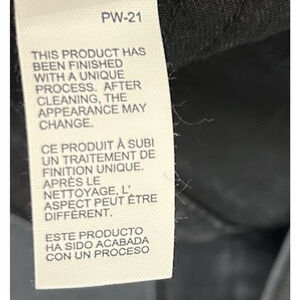 PW-21
THIS PRODUCT HAS
BEEN FINISHED
WITH A UNIQUE
PROCESS. AFTER
CLEANING, THE
APPEARANCE MAY
CHANGE.
CE PRODUIT À SUBI
UN TRAITEMENT DE
FINITION UNIQUE.
APRÈS LE
NETTOYAGE, L'
ASPECT PEUT ÊTRE
DIFFÉRENT.
ESTE PRODUCTO
HA SIDO ACABADA
CON UN PROCESO